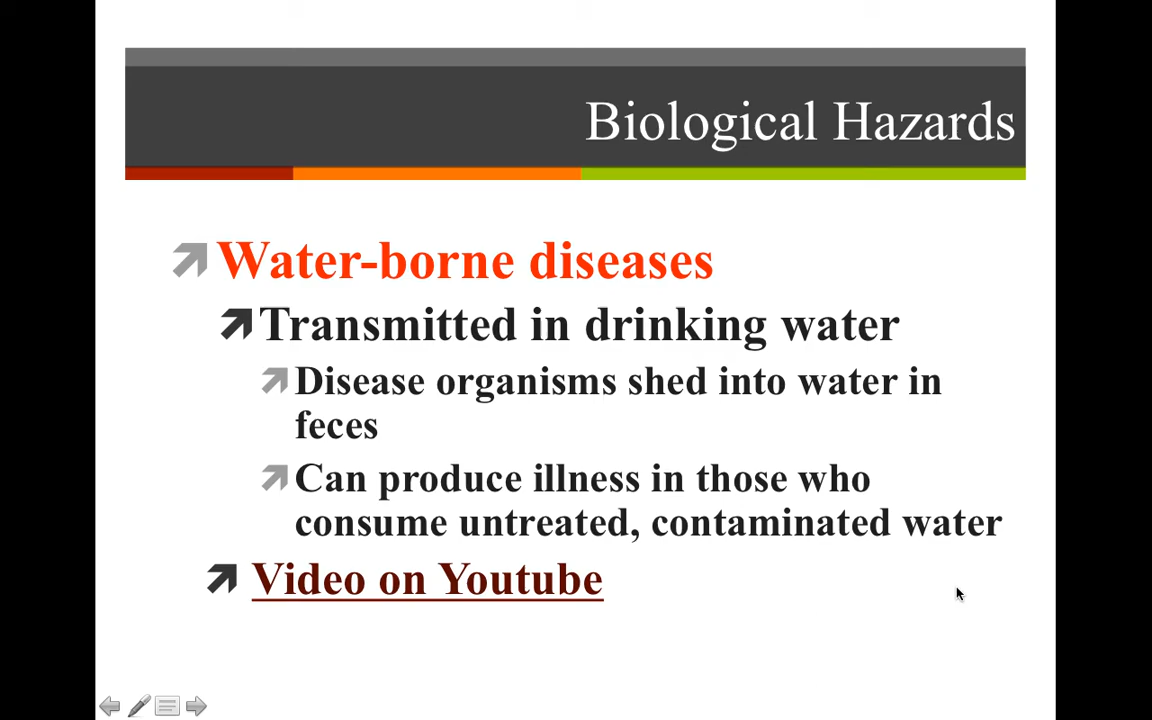 Biological Hazards
Water-borne diseases
Transmitted in drinking water
Disease organisms shed into water in
feces
Can produce illness in those who
consume untreated, contaminated water
Video on Youtube